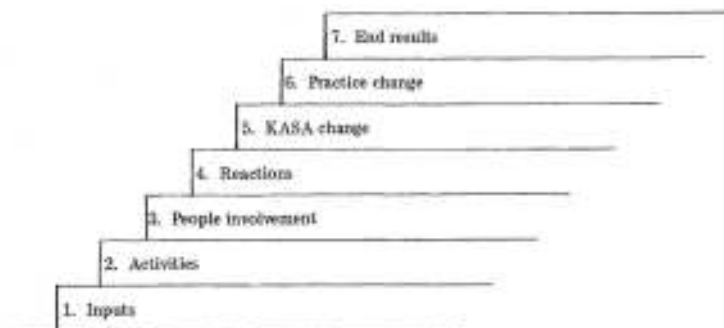 7. End results
6. Practice change
5. KASA change
4. Reactions
3. People involvement
2. Activities
1. Inputs